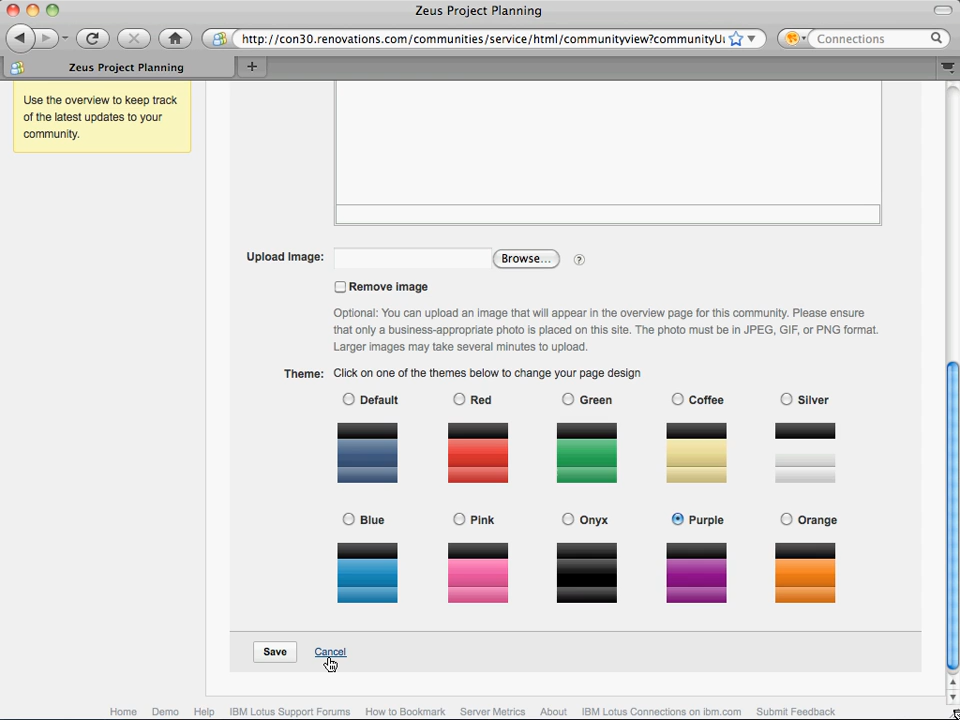 Zeus Project Planning
http://con30.renovations.com/communities/service/html/communityview?communityU
Connections
Zeus Project Planning
Use the overview to keep track
of the latest updates to your
community.
Upload Image:
Browse...
?
Remove image
Optional: You can upload an image that will appear in the overview page for this community. Please ensure
that only a business-appropriate photo is placed on this site. The photo must be in JPEG, GIF, or PNG format.
Larger images may take several minutes to upload.
Theme: Click on one of the themes below to change your page design
Default Red Green Coffee Silver
Blue Pink Onyx Purple Orange
Save Cancel
Home Demo Help IBM Lotus Support Forums How to Bookmark Server Metrics About IBM Lotus Connections on ibm.com Submit Feedback